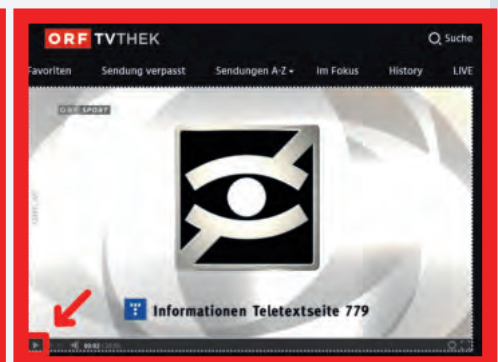 ORF TVTHEK
Suche
Favoriten Sendung verpasst Sendungen A-Z Im Fokus History LIVE
ORF SPORT
T Informationen Teletextseite 779
00:02